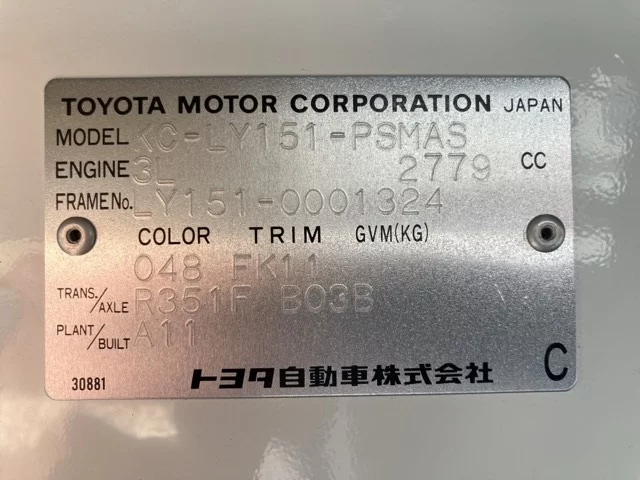 TOYOTA MOTOR CORPORATION JAPAN
MODEL KC-LY151-PSMAS
ENGINE 3L 2779 CC
FRAME No. LY151-0001324
COLOR TRIM GVM(KG)
048 FK11
TRANS./AXLE R351F B03B
PLANT/BUILT A11
30881 トヨタ自動車株式会社 C